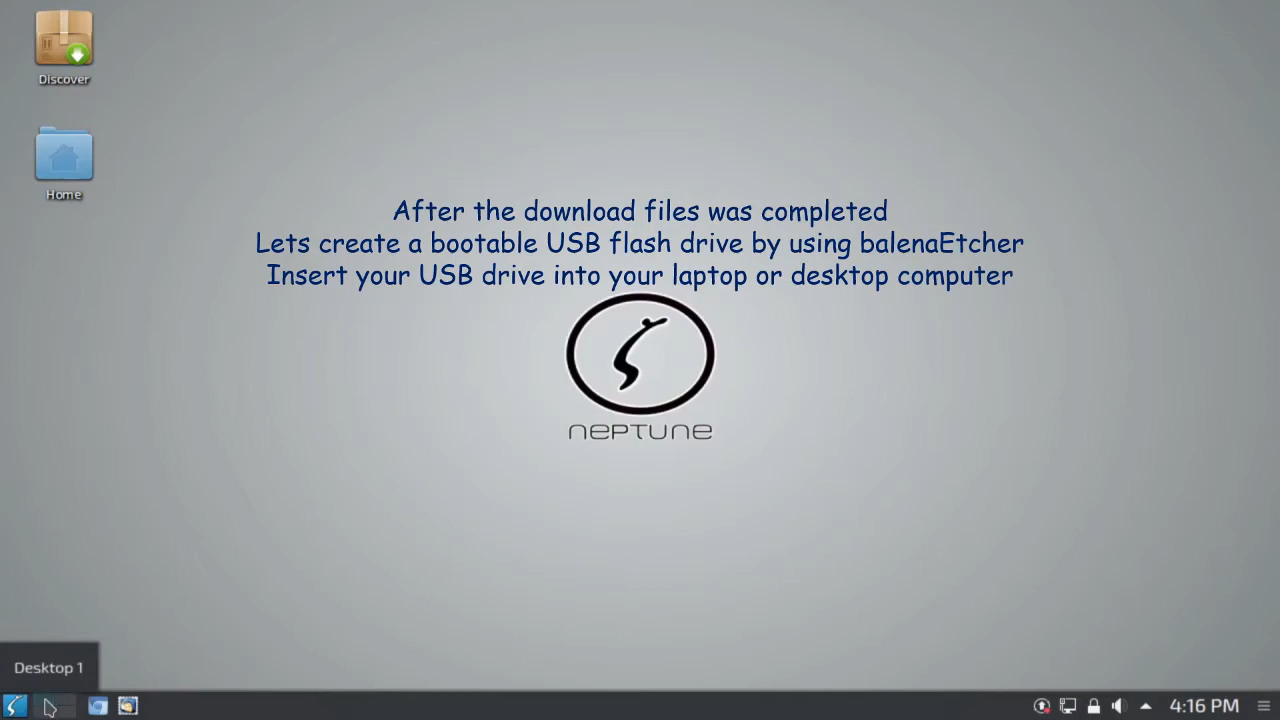 Discover
Home
After the download files was completed
Lets create a bootable USB flash drive by using balenaEtcher
Insert your USB drive into your laptop or desktop computer
NEPTUNE
Desktop 1
4:16 PM